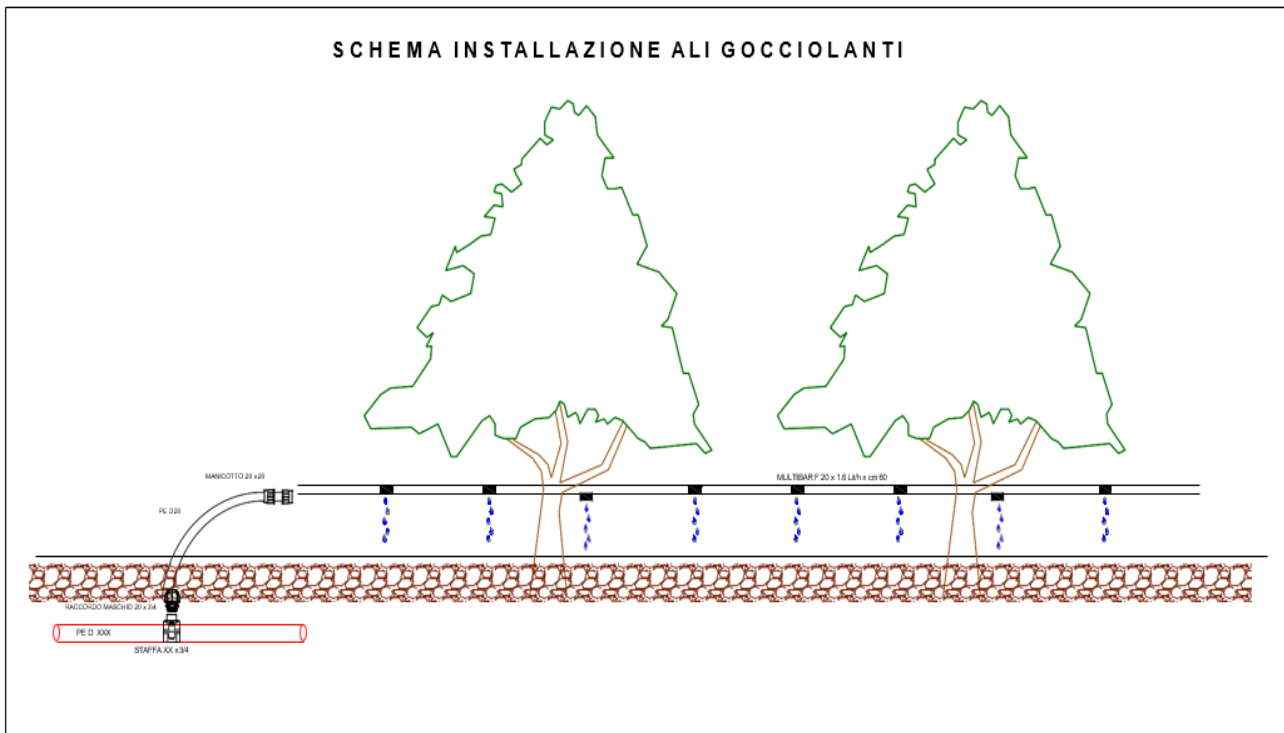 SCHEMA INSTALLAZIONE ALI GOCCIOLANTI
MANICOTTO 20 x 20
MULTIBAR F 20 x 1.6 Lit/h x cm 60
PE D 20
RACCORDO MASCHIO 20 x 3/4
PE D XXX
STAFFA XX x 3/4